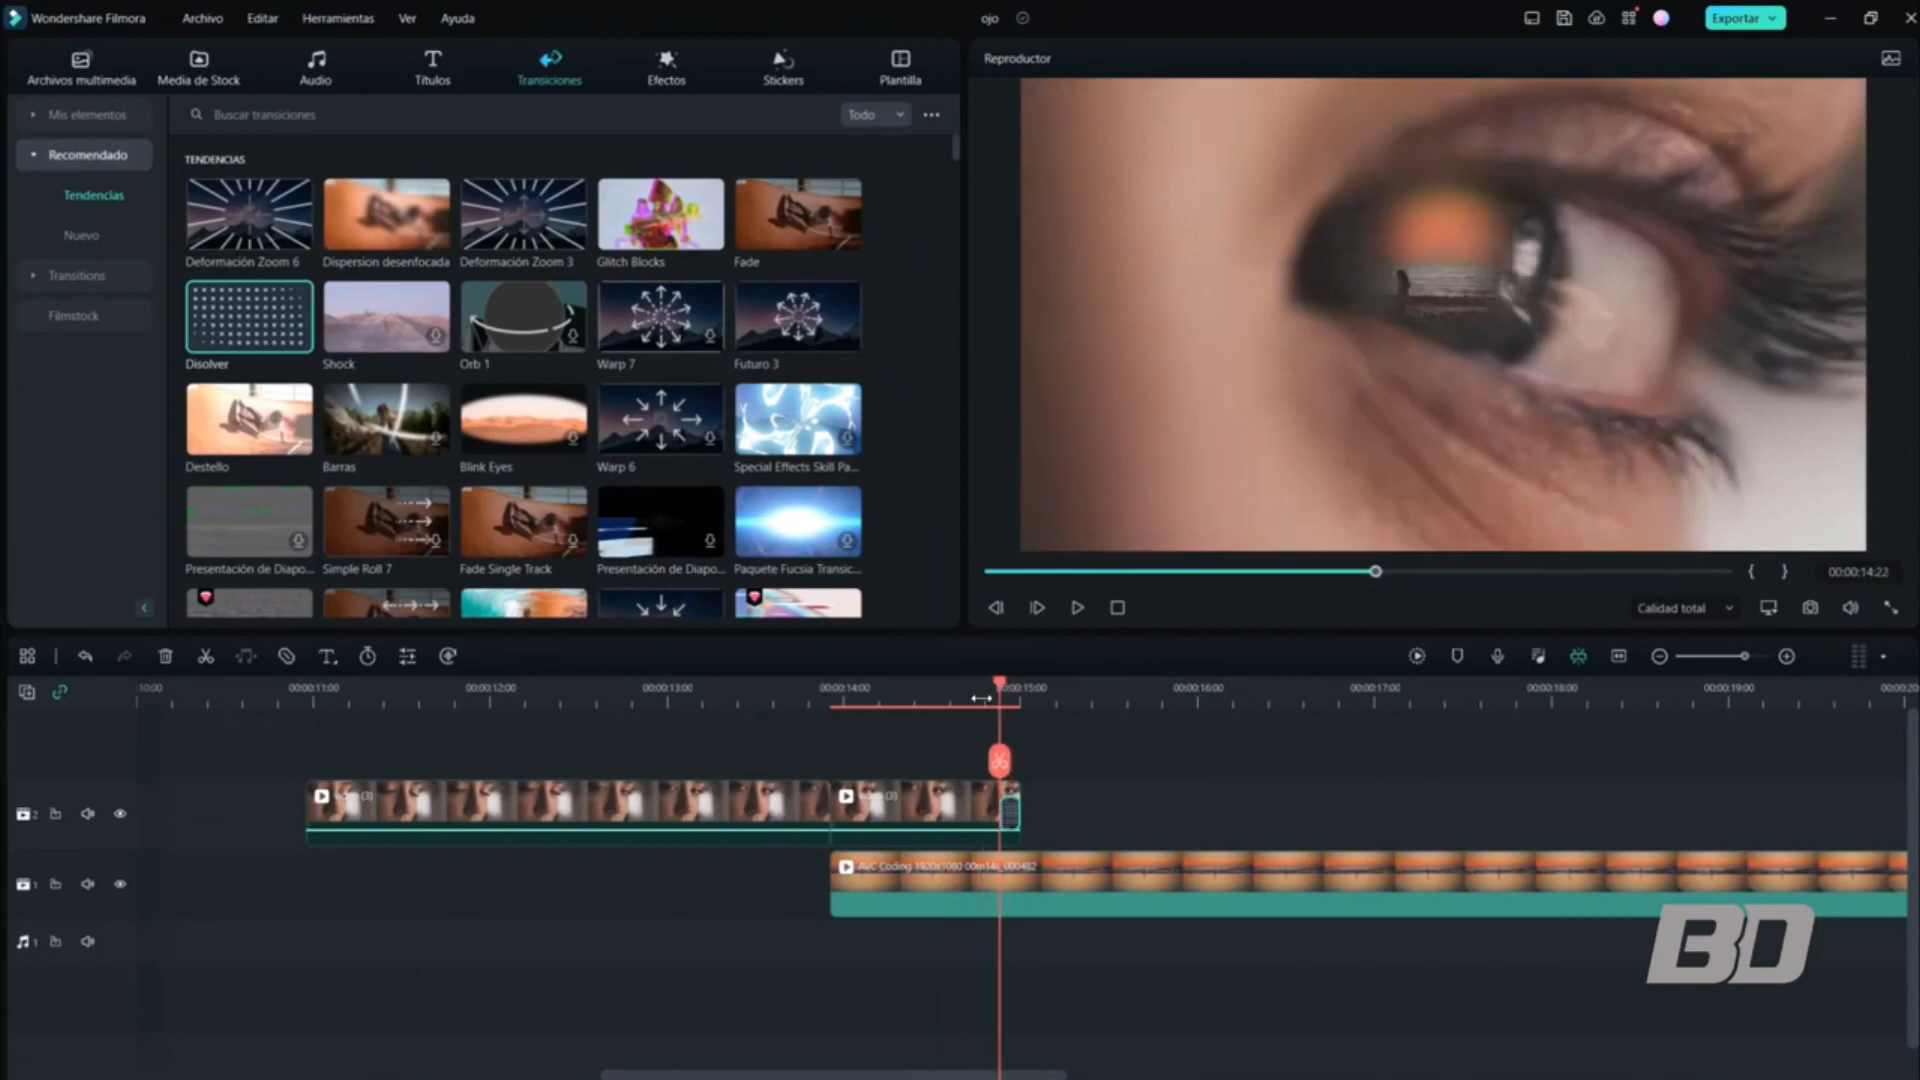 Wondershare Filmora
Archivo Editar Herramientas Ver Ayuda
ojo
Exportar
Archivos multimedia
Media de Stock
Audio
Títulos
Transiciones
Efectos
Stickers
Plantilla
Reproductor
Mis elementos
Recomendado
Tendencias
Nuevo
Transitions
Filmstock
Buscar transiciones
Todo
TENDENCIAS
Deformación Zoom 6
Dispersion desenfocada
Deformación Zoom 3
Glitch Blocks
Fade
Disolver
Shock
Orb 1
Warp 7
Futuro 3
Destello
Barras
Blink Eyes
Warp 6
Special Effects Skill Pa...
Presentación de Diapo...
Simple Roll 7
Fade Single Track
Presentación de Diapo...
Paquete Fucsia Transic...
{ }
00:00:14:22
Calidad total
:10:00
00:00:11:00
00:00:12:00
00:00:13:00
00:00:14:00
00:00:15:00
00:00:16:00
00:00:17:00
00:00:18:00
00:00:19:00
00:00:20
2
(3)
(3)
1
AVC Coding 1920x1080 00m14s_000482
1
BD